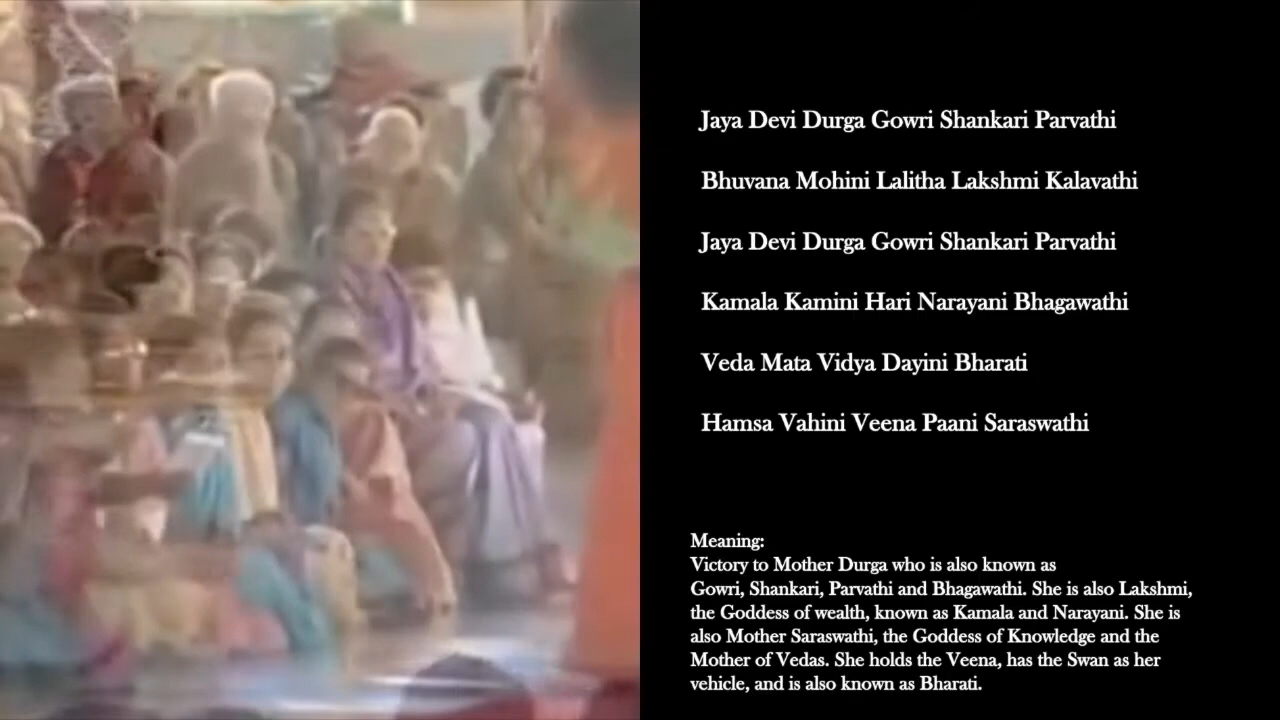 Jaya Devi Durga Gowri Shankari Parvathi
Bhuvana Mohini Lalitha Lakshmi Kalavathi
Jaya Devi Durga Gowri Shankari Parvathi
Kamala Kamini Hari Narayani Bhagawathi
Veda Mata Vidya Dayini Bharati
Hamsa Vahini Veena Paani Saraswathi
Meaning:
Victory to Mother Durga who is also known as
Gowri, Shankari, Parvathi and Bhagawathi. She is also Lakshmi,
the Goddess of wealth, known as Kamala and Narayani. She is
also Mother Saraswathi, the Goddess of Knowledge and the
Mother of Vedas. She holds the Veena, has the Swan as her
vehicle, and is also known as Bharati.